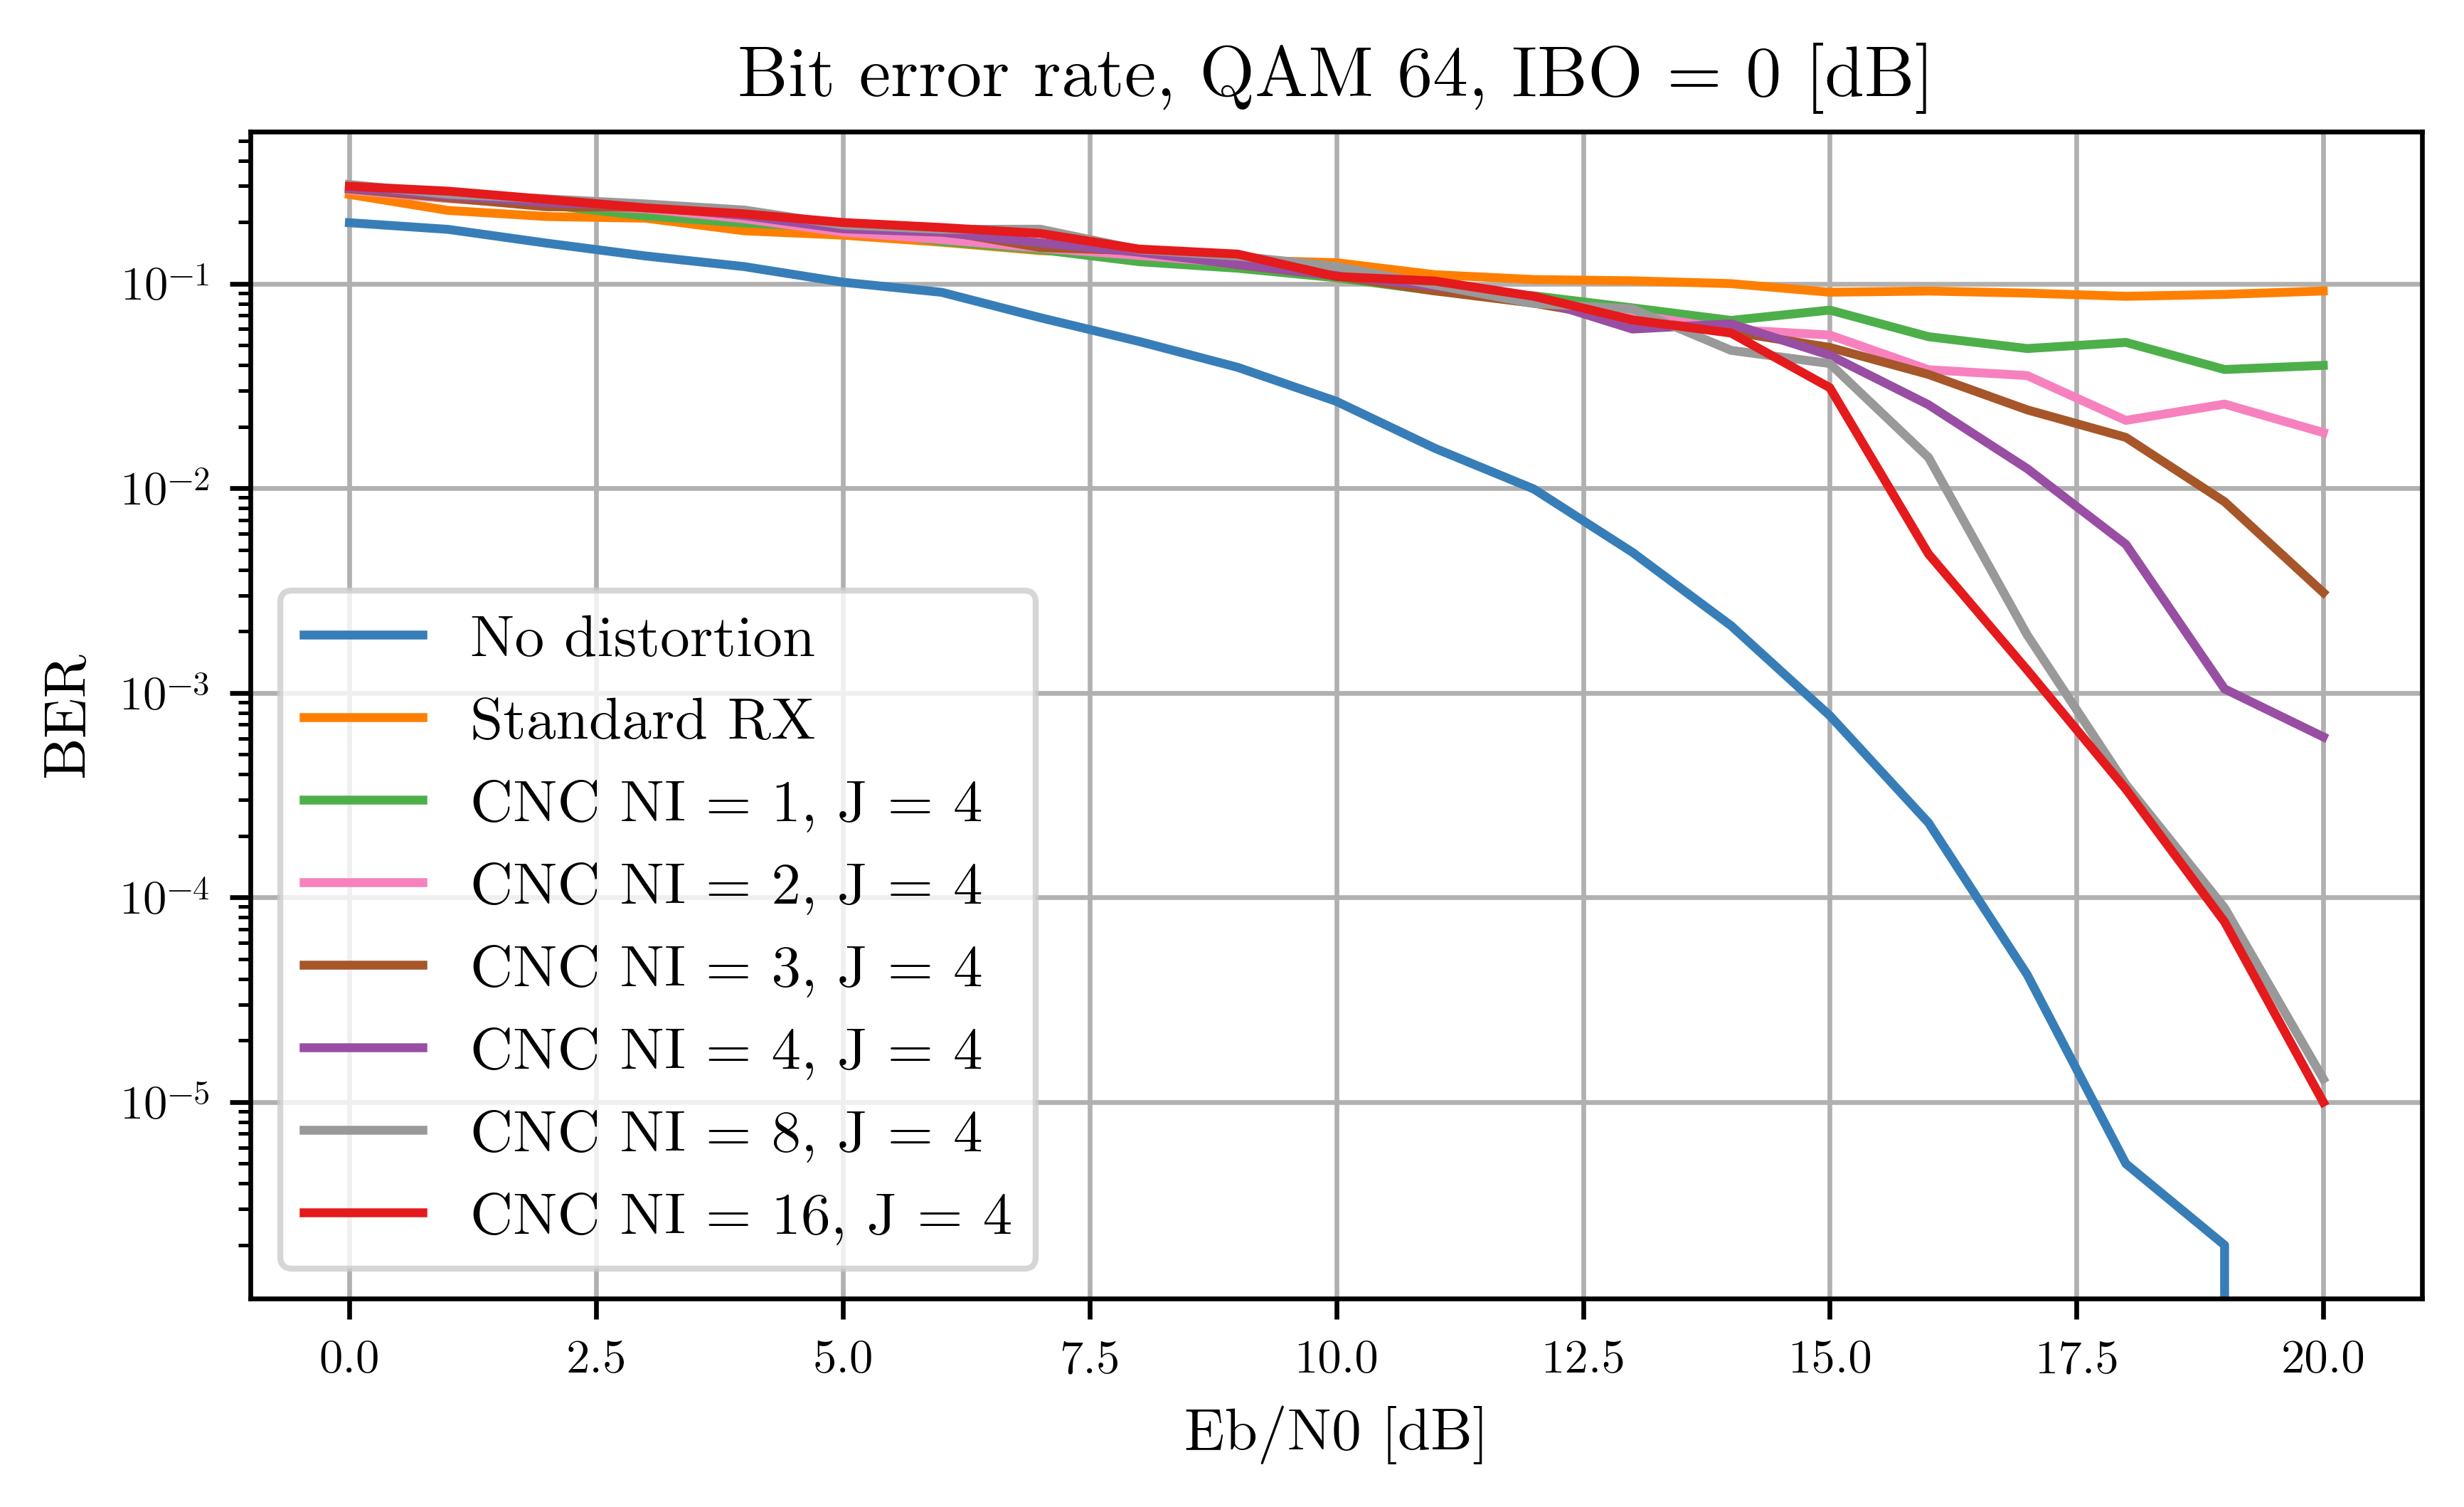 Bit error rate, QAM 64, IBO = 0 [dB]
BER
10⁻¹
10⁻²
10⁻³
10⁻⁴
10⁻⁵
No distortion
Standard RX
CNC NI = 1, J = 4
CNC NI = 2, J = 4
CNC NI = 3, J = 4
CNC NI = 4, J = 4
CNC NI = 8, J = 4
CNC NI = 16, J = 4
0.0 2.5 5.0 7.5 10.0 12.5 15.0 17.5 20.0
Eb/N0 [dB]